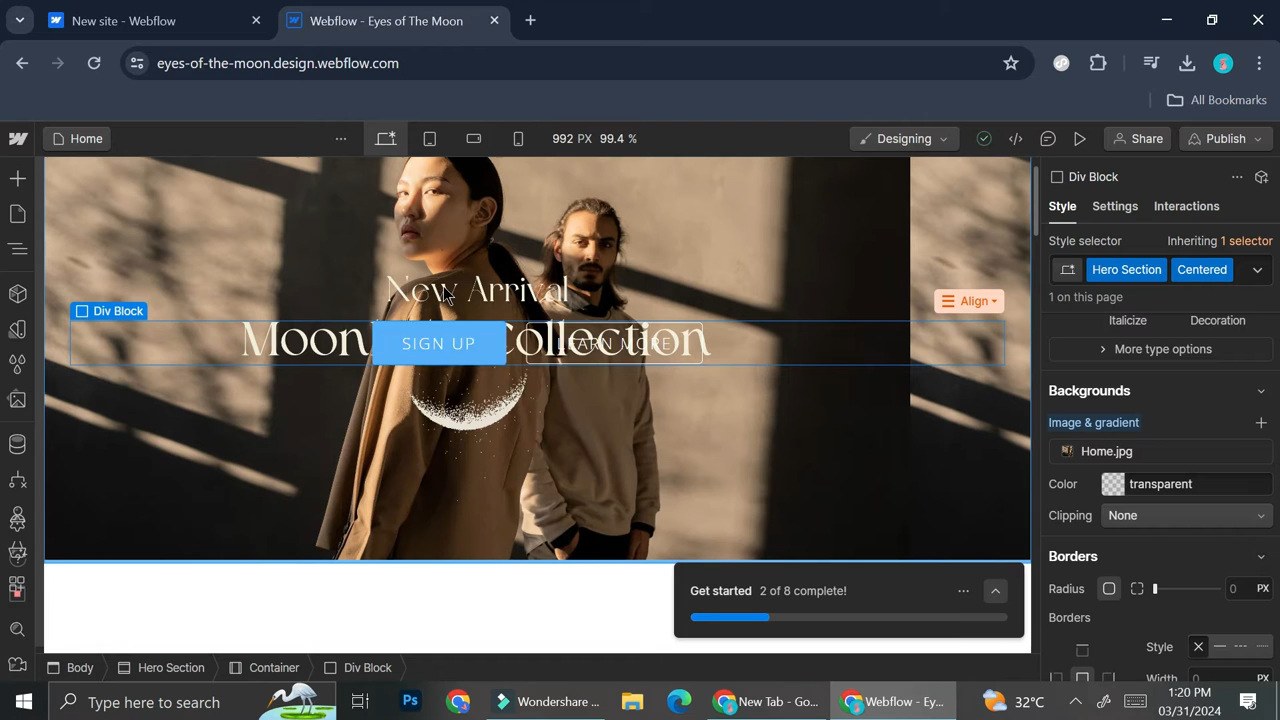 New site - Webflow
Webflow - Eyes of The Moon
eyes-of-the-moon.design.webflow.com
All Bookmarks
Home
992 PX 99.4 %
Designing
Share
Publish
Div Block
Style Settings Interactions
Style selector
Inheriting 1 selector
Hero Section Centered
1 on this page
Italicize Decoration
More type options
Backgrounds
Image & gradient
Home.jpg
Color transparent
Clipping None
Borders
Radius 0 PX
Borders
Style
Width 0 PX
Align
Div Block
New Arrival
Collection
SIGN UP
LEARN MORE
Get started 2 of 8 complete!
Body Hero Section Container Div Block
Type here to search
Ps
Wondershare ...
New Tab - Go...
Webflow - Ey...
32°C
1:20 PM
03/31/2024